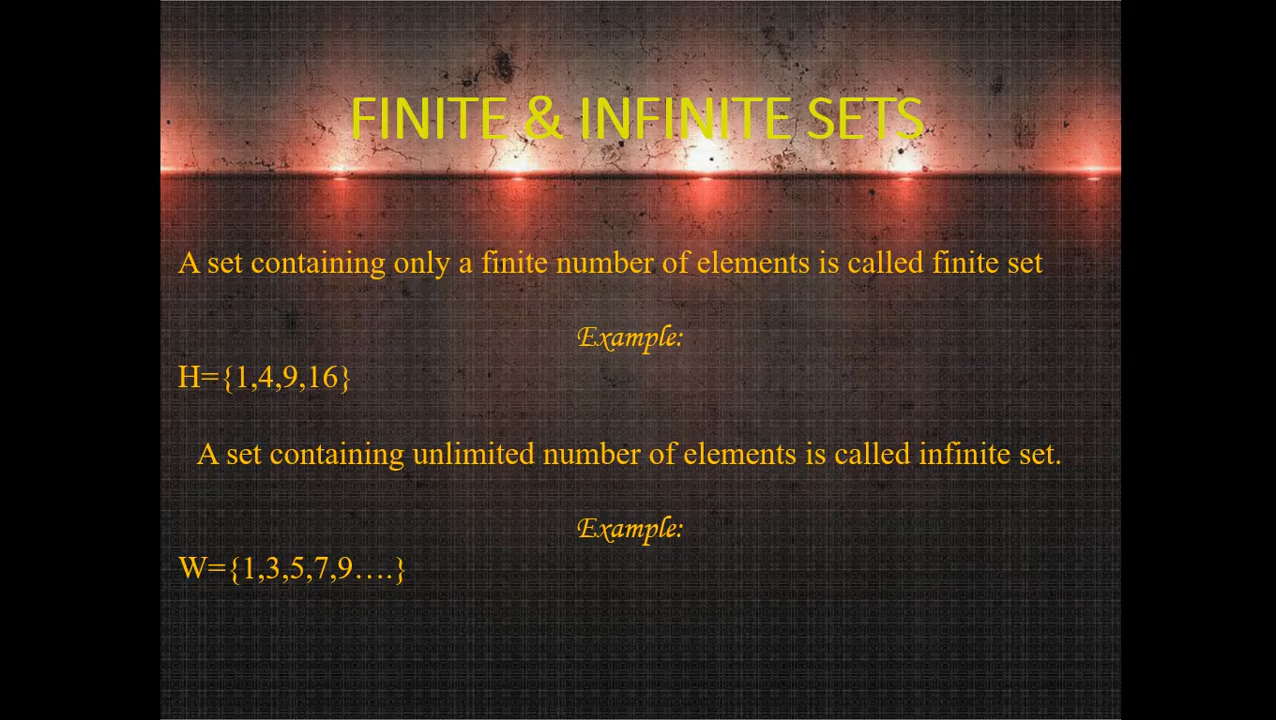 FINITE & INFINITE SETS
A set containing only a finite number of elements is called finite set
Example:
H={1,4,9,16}
A set containing unlimited number of elements is called infinite set.
Example:
W={1,3,5,7,9….}